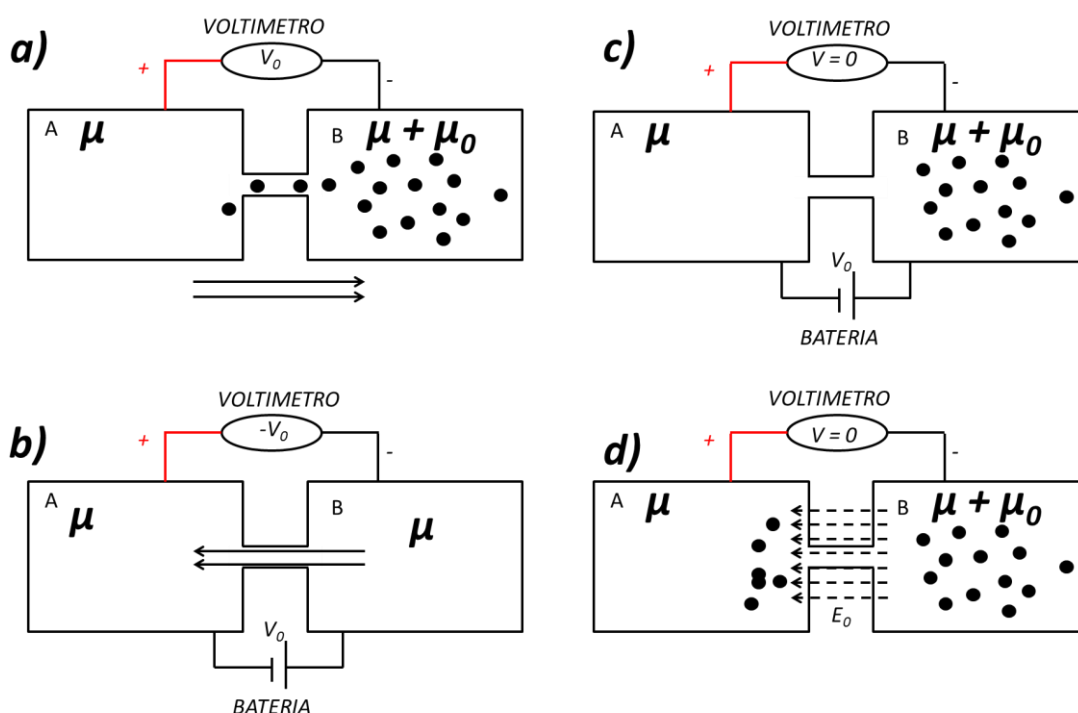 a)
VOLTIMETRO
V₀
+
-
A
μ
B
μ + μ₀
c)
VOLTIMETRO
V = 0
+
-
A
μ
B
μ + μ₀
V₀
BATERIA
b)
VOLTIMETRO
-V₀
+
-
A
μ
B
μ
V₀
BATERIA
d)
VOLTIMETRO
V = 0
+
-
A
μ
B
μ + μ₀
E₀